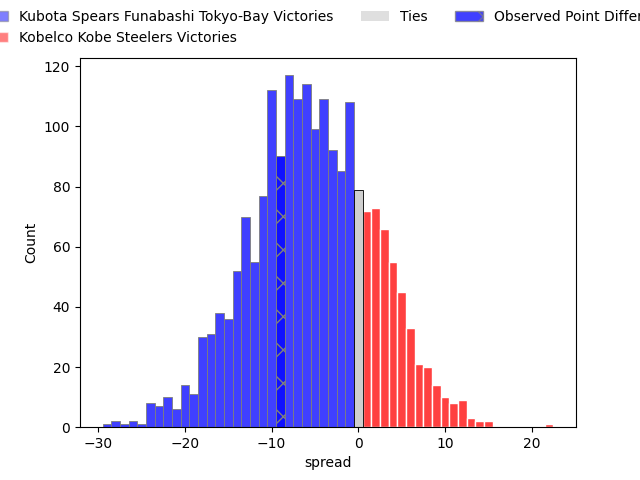 Kubota Spears Funabashi Tokyo-Bay Victories
Ties
Observed Point Differ
Kobelco Kobe Steelers Victories
120
100
80
60
40
20
0
Count
−30
−20
−10
0
10
20
spread